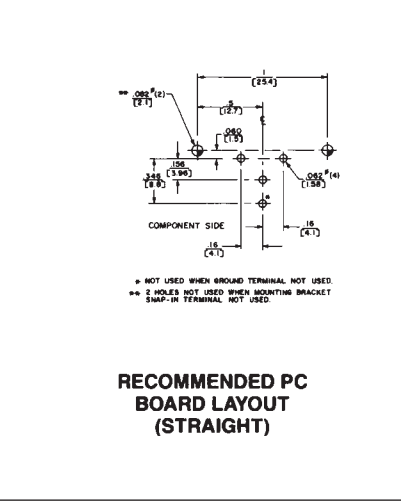 1
[25.4]
** .082 ø(2)
[2.1]
.5
[12.7]
℄
.060
[1.5]
.156
[3.96]
.346
[8.8]
.062 ø(4)
[1.58]
*
COMPONENT SIDE
.16
[4.1]
.16
[4.1]
* NOT USED WHEN GROUND TERMINAL NOT USED.
** 2 HOLES NOT USED WHEN MOUNTING BRACKET
SNAP-IN TERMINAL NOT USED.
RECOMMENDED PC
BOARD LAYOUT
(STRAIGHT)